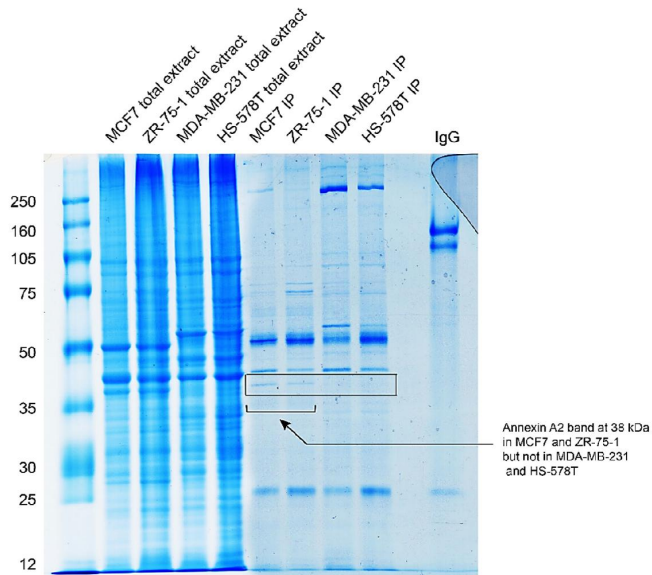 MCF7 total extract
ZR-75-1 total extract
MDA-MB-231 total extract
HS-578T total extract
MCF7 IP
ZR-75-1 IP
MDA-MB-231 IP
HS-578T IP
IgG
250
160
105
75
50
35
30
25
12
Annexin A2 band at 38 kDa
in MCF7 and ZR-75-1
but not in MDA-MB-231
and HS-578T